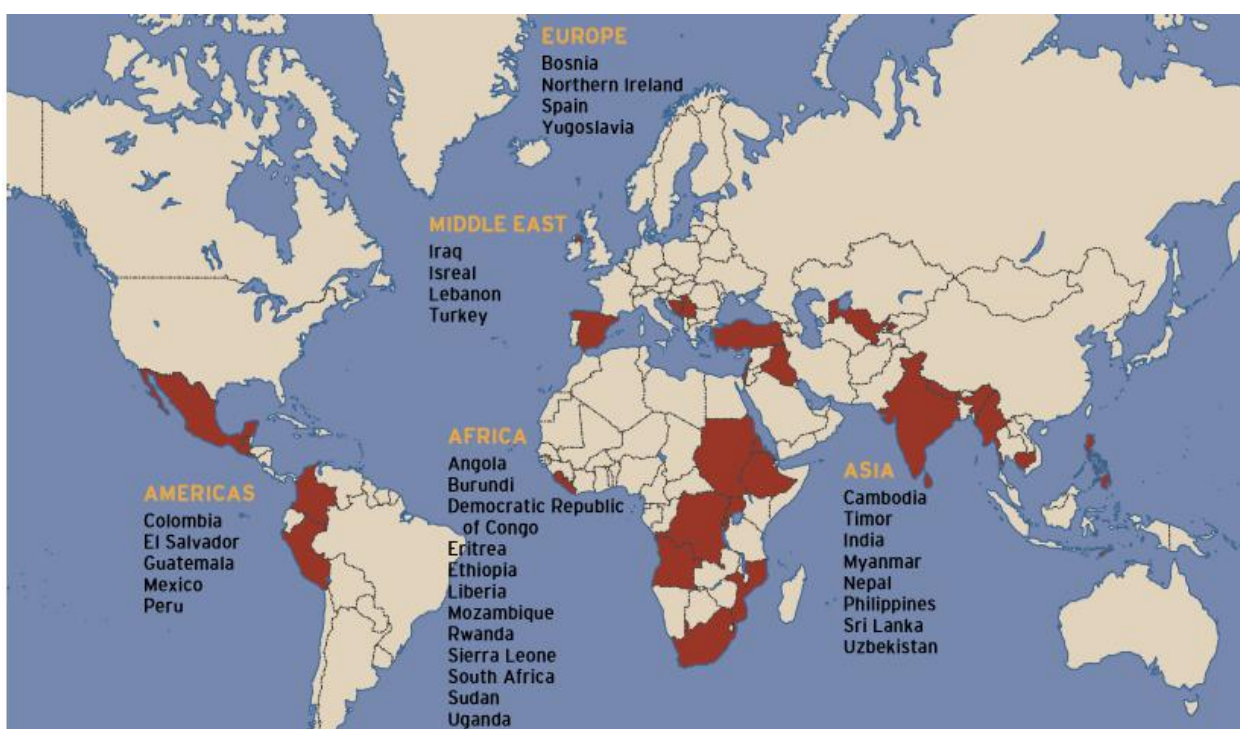 EUROPE
Bosnia
Northern Ireland
Spain
Yugoslavia
MIDDLE EAST
Iraq
Isreal
Lebanon
Turkey
AMERICAS
Colombia
El Salvador
Guatemala
Mexico
Peru
AFRICA
Angola
Burundi
Democratic Republic
of Congo
Eritrea
Ethiopia
Liberia
Mozambique
Rwanda
Sierra Leone
South Africa
Sudan
Uganda
ASIA
Cambodia
Timor
India
Myanmar
Nepal
Philippines
Sri Lanka
Uzbekistan